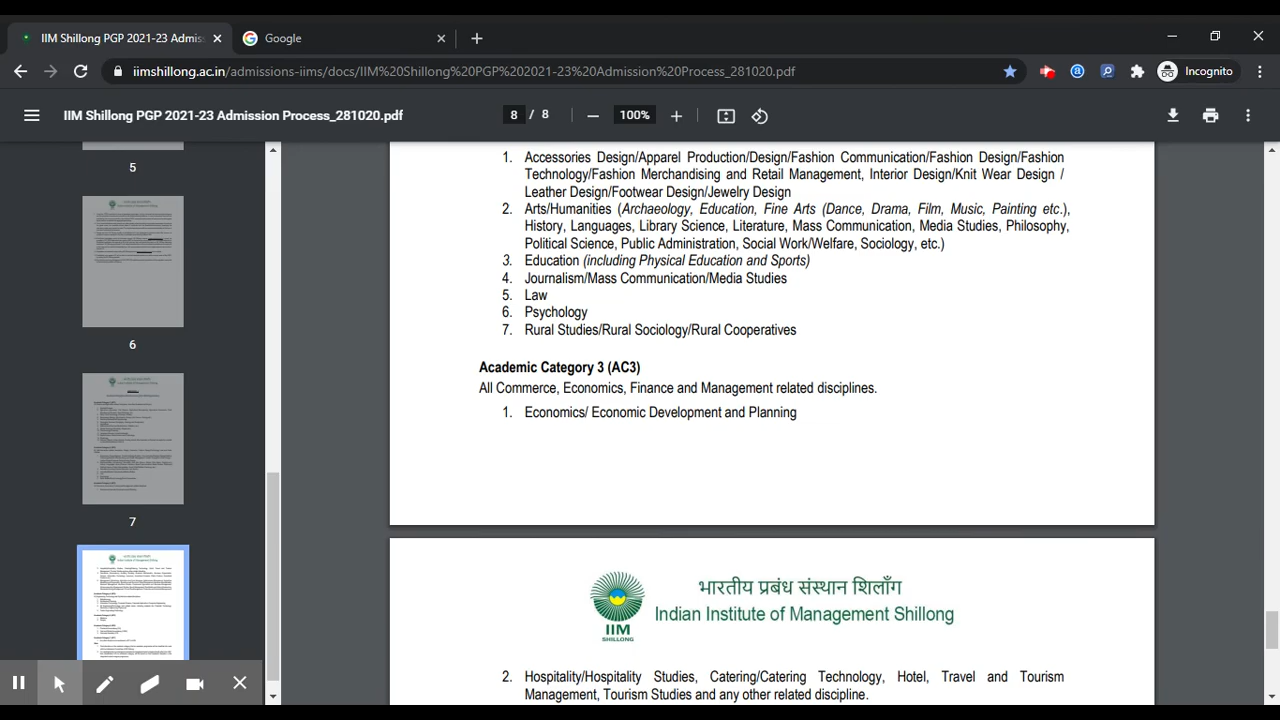 IIM Shillong PGP 2021-23 Admis
Google
iimshillong.ac.in/admissions-iims/docs/IIM%20Shillong%20PGP%202021-23%20Admission%20Process_281020.pdf
Incognito
IIM Shillong PGP 2021-23 Admission Process_281020.pdf
8 / 8
100%
5
6
7
1. Accessories Design/Apparel Production/Design/Fashion Communication/Fashion Design/Fashion
Technology/Fashion Merchandising and Retail Management, Interior Design/Knit Wear Design /
Leather Design/Footwear Design/Jewelry Design
2. Arts/Humanities (Archaeology, Education, Fine Arts (Dance, Drama, Film, Music, Painting etc.),
History, Languages, Library Science, Literature, Mass Communication, Media Studies, Philosophy,
Political Science, Public Administration, Social Work/Welfare, Sociology, etc.)
3. Education (including Physical Education and Sports)
4. Journalism/Mass Communication/Media Studies
5. Law
6. Psychology
7. Rural Studies/Rural Sociology/Rural Cooperatives
Academic Category 3 (AC3)
All Commerce, Economics, Finance and Management related disciplines.
1. Economics/ Economic Development and Planning
भारतीय प्रबंध संस्थान शिलाँग
Indian Institute of Management Shillong
IIM
SHILLONG
2. Hospitality/Hospitality Studies, Catering/Catering Technology, Hotel, Travel and Tourism
Management, Tourism Studies and any other related discipline.